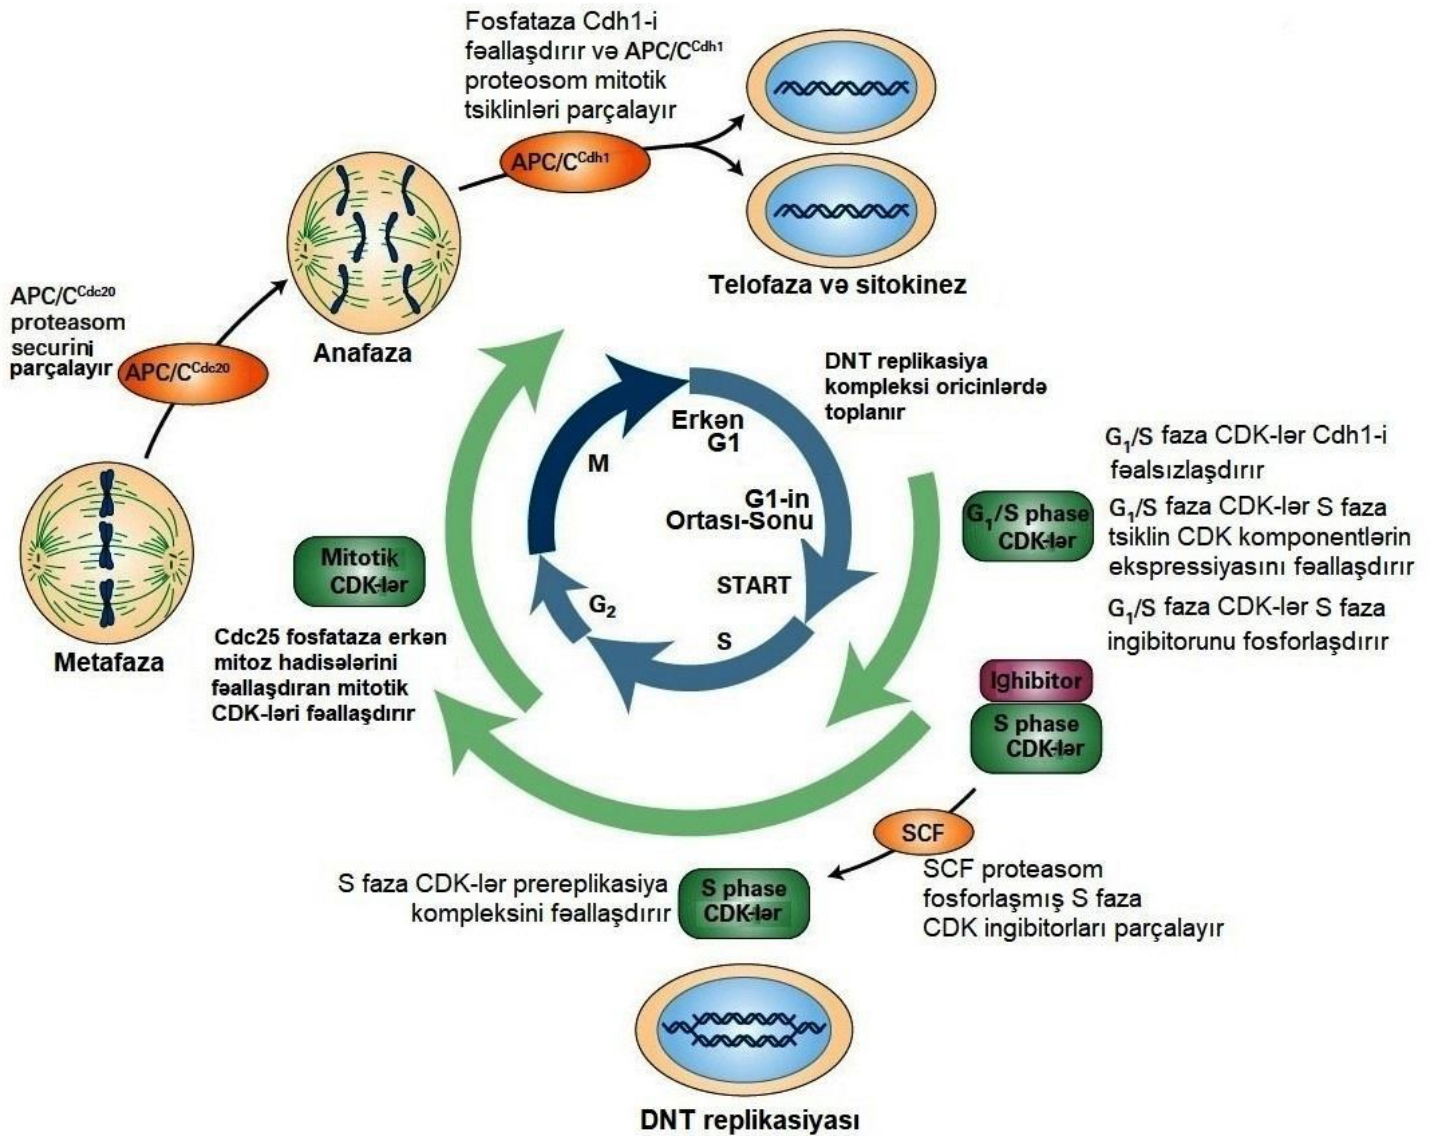 Fosfataza Cdh1-i
fəallaşdırır və APC/C^Cdh1
proteosom mitotik
tsiklinləri parçalayır
APC/C^Cdh1
Telofaza və sitokinez
APC/C^Cdc20
proteasom
securini
parçalayır
APC/C^Cdc20
Anafaza
Metafaza
DNT replikasiya
kompleksi oricinlərdə
toplanır
Erkən
G1
M
G1-in
Ortası-Sonu
START
S
G₂
G₁/S phase
CDK-lər
G₁/S faza CDK-lər Cdh1-i
fəalsızlaşdırır
G₁/S faza CDK-lər S faza
tsiklin CDK komponentlərin
ekspressiyasını fəallaşdırır
G₁/S faza CDK-lər S faza
ingibitorunu fosforlaşdırır
Mitotik
CDK-lər
Cdc25 fosfataza erkən
mitoz hadisələrini
fəallaşdıran mitotik
CDK-ləri fəallaşdırır
Ighibitor
S phase
CDK-lər
SCF
SCF proteasom
fosforlaşmış S faza
CDK ingibitorları parçalayır
S faza CDK-lər prereplikasiya
kompleksini fəallaşdırır
S phase
CDK-lər
DNT replikasiyası